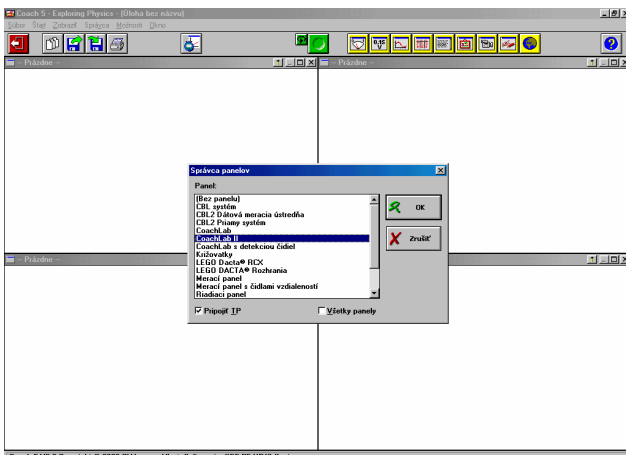 Coach 5 - Exploring Physics - [Úloha bez názvu]
Súbor Štart Zobraziť Správca Možnosti Okno
0.15
V
-- Prázdne --
-- Prázdne --
Správca panelov
Panel:
(Bez panelu)
CBL systém
CBL2 Dátová meracia ústredňa
CBL2 Priamy systém
CoachLab
CoachLab II
CoachLab s detekciou čidiel
Križovatky
LEGO Dacta® RCX
LEGO DACTA® Rozhrania
Merací panel
Merací panel s čidlami vzdialeností
Riadiaci panel
OK
Zrušiť
Pripojiť TP
Všetky panely
-- Prázdne --